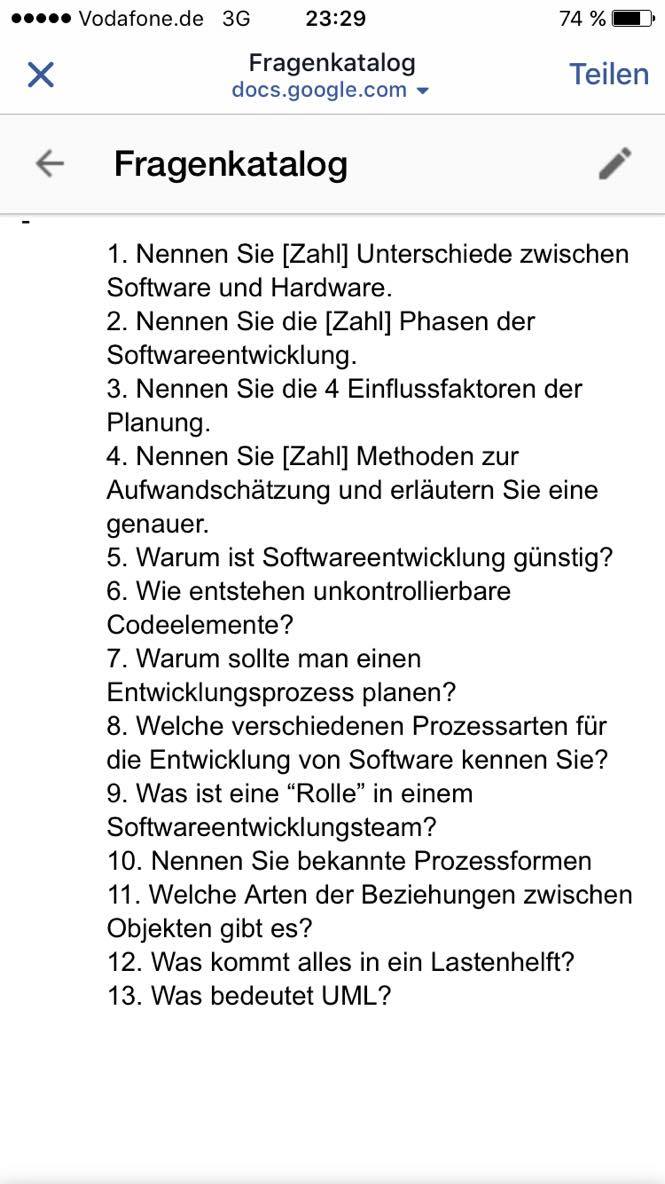 Vodafone.de 3G 23:29 74 %
Fragenkatalog
docs.google.com
Teilen
Fragenkatalog
-
1. Nennen Sie [Zahl] Unterschiede zwischen
Software und Hardware.
2. Nennen Sie die [Zahl] Phasen der
Softwareentwicklung.
3. Nennen Sie die 4 Einflussfaktoren der
Planung.
4. Nennen Sie [Zahl] Methoden zur
Aufwandschätzung und erläutern Sie eine
genauer.
5. Warum ist Softwareentwicklung günstig?
6. Wie entstehen unkontrollierbare
Codeelemente?
7. Warum sollte man einen
Entwicklungsprozess planen?
8. Welche verschiedenen Prozessarten für
die Entwicklung von Software kennen Sie?
9. Was ist eine “Rolle” in einem
Softwareentwicklungsteam?
10. Nennen Sie bekannte Prozessformen
11. Welche Arten der Beziehungen zwischen
Objekten gibt es?
12. Was kommt alles in ein Lastenhelft?
13. Was bedeutet UML?